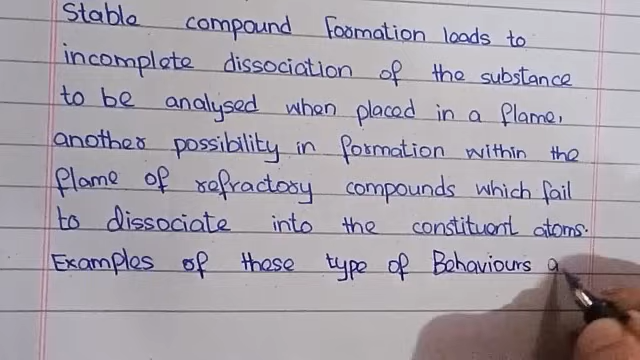 Stable compound Formation leads to
incomplete dissociation of the substance
to be analysed when placed in a flame,
another possibility in formation within the
flame of refractory compounds which fail
to dissociate into the constituent atoms.
Examples of these type of Behaviours a